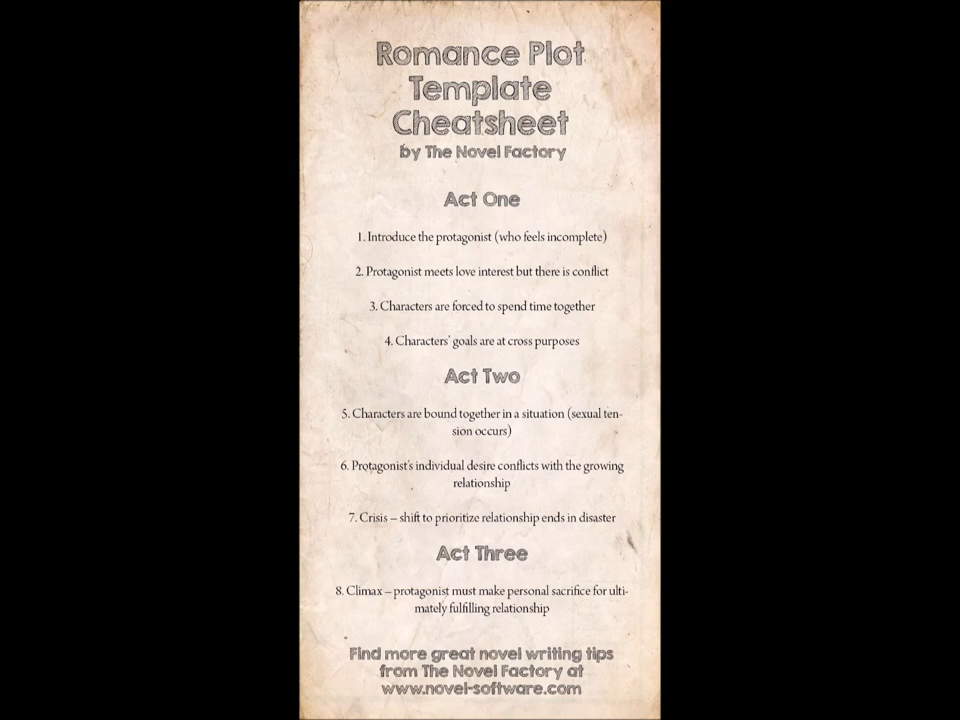 Romance Plot
Template
Cheatsheet
by The Novel Factory
Act One
1. Introduce the protagonist (who feels incomplete)
2. Protagonist meets love interest but there is conflict
3. Characters are forced to spend time together
4. Characters' goals are at cross purposes
Act Two
5. Characters are bound together in a situation (sexual ten-
sion occurs)
6. Protagonist's individual desire conflicts with the growing
relationship
7. Crisis – shift to prioritize relationship ends in disaster
Act Three
8. Climax – protagonist must make personal sacrifice for ulti-
mately fulfilling relationship
Find more great novel writing tips
from The Novel Factory at
www.novel-software.com